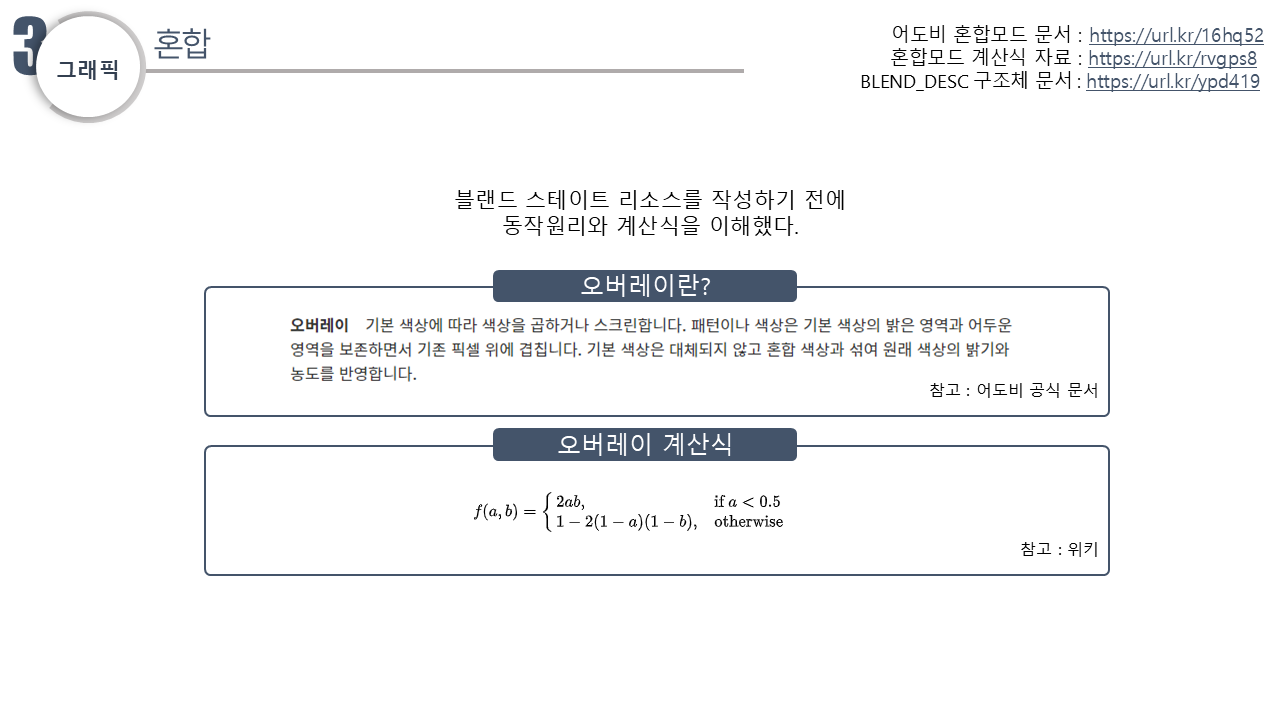 3
그래픽
혼합
어도비 혼합모드 문서 : https://url.kr/16hq52
혼합모드 계산식 자료 : https://url.kr/rvgps8
BLEND_DESC 구조체 문서 : https://url.kr/ypd419
블랜드 스테이트 리소스를 작성하기 전에
동작원리와 계산식을 이해했다.
오버레이란?
오버레이 기본 색상에 따라 색상을 곱하거나 스크린합니다. 패턴이나 색상은 기본 색상의 밝은 영역과 어두운
영역을 보존하면서 기존 픽셀 위에 겹칩니다. 기본 색상은 대체되지 않고 혼합 색상과 섞여 원래 색상의 밝기와
농도를 반영합니다.
참고 : 어도비 공식 문서
오버레이 계산식
f(a, b) = { 2ab, if a < 0.5
1 − 2(1 − a)(1 − b), otherwise
참고 : 위키